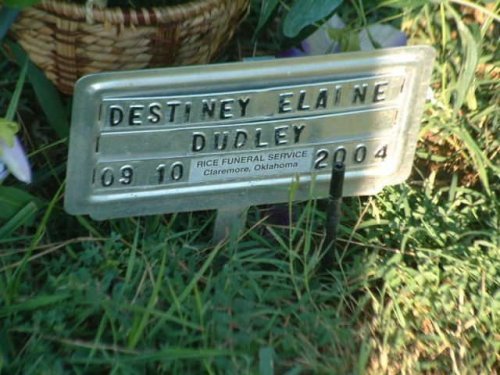 DESTINEY ELAINE
DUDLEY
09 10 RICE FUNERAL SERVICE 2004
Claremore, Oklahoma